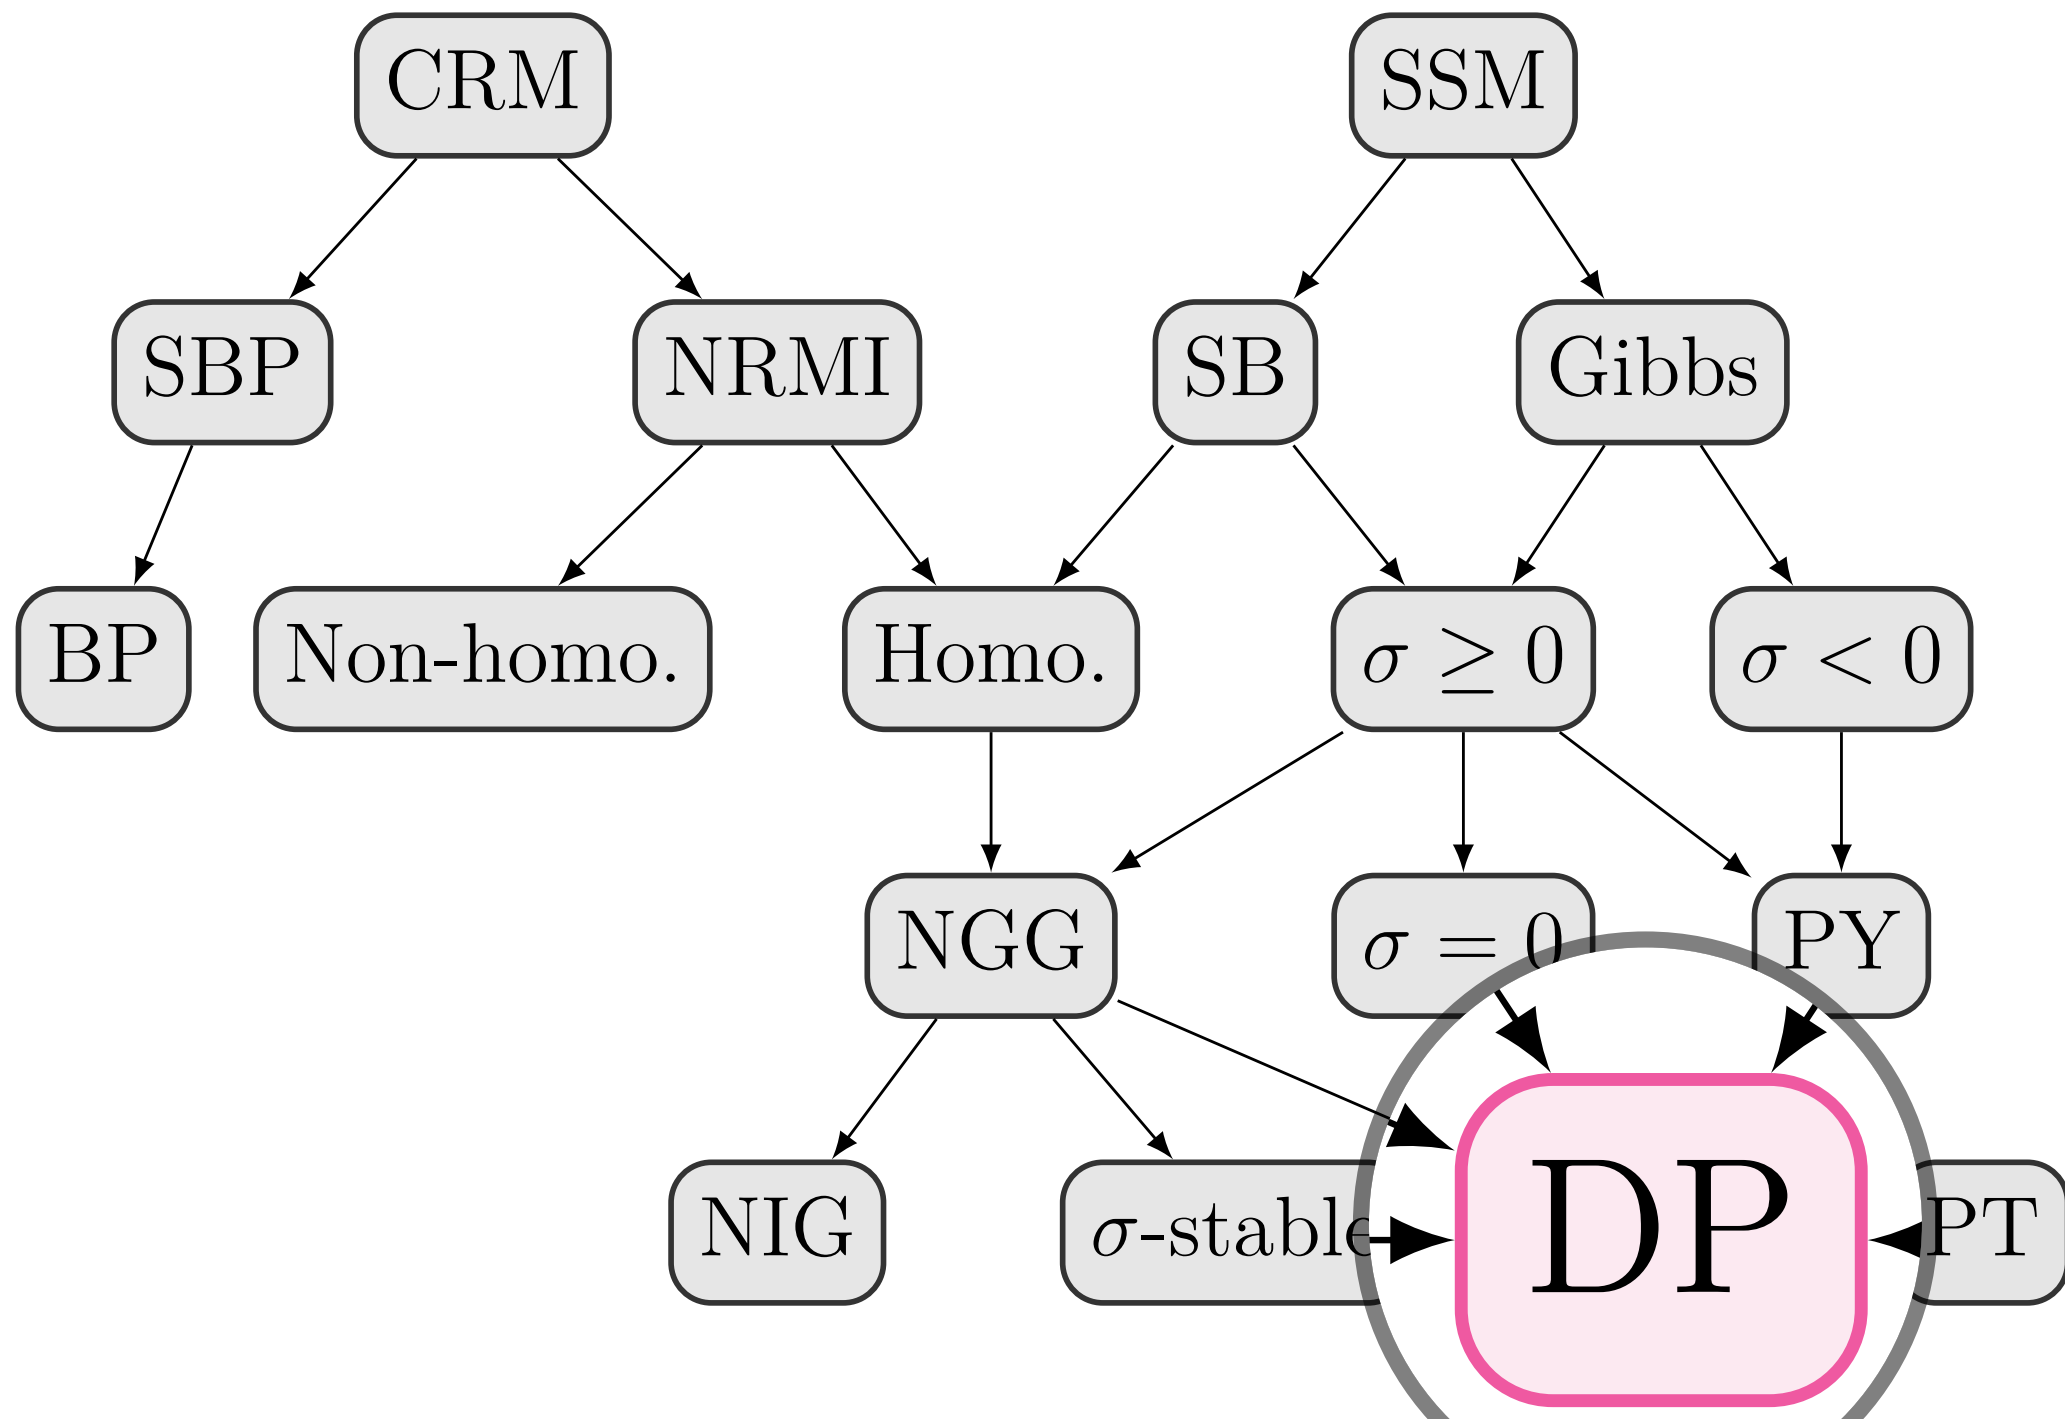 CRM
SSM
SBP
NRMI
SB
Gibbs
BP
Non-homo.
Homo.
σ ≥ 0
σ < 0
NGG
σ = 0
PY
NIG
σ-stable
DP
PT